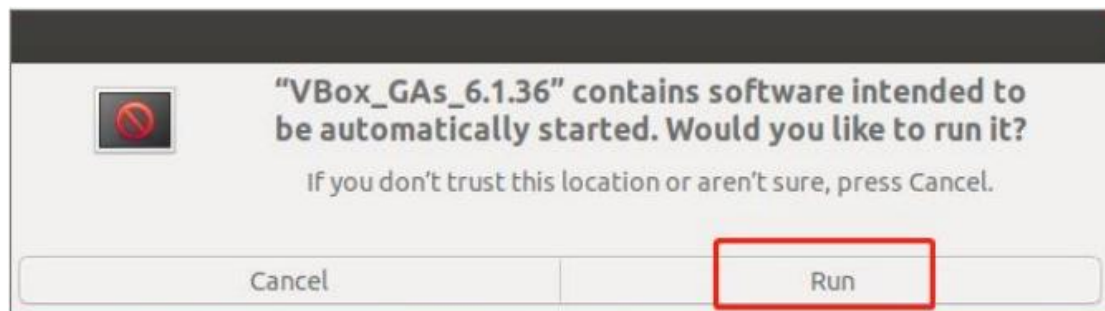 “VBox_GAs_6.1.36” contains software intended to
be automatically started. Would you like to run it?
If you don’t trust this location or aren’t sure, press Cancel.
Cancel
Run